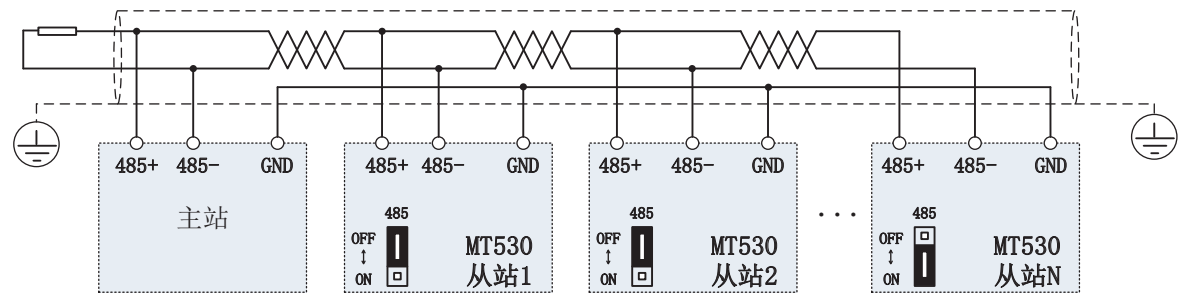 485+ 485- GND
主站
485+ 485- GND
485
OFF
↕
ON
MT530
从站1
485+ 485- GND
485
OFF
↕
ON
MT530
从站2
···
485+ 485- GND
485
OFF
↕
ON
MT530
从站N